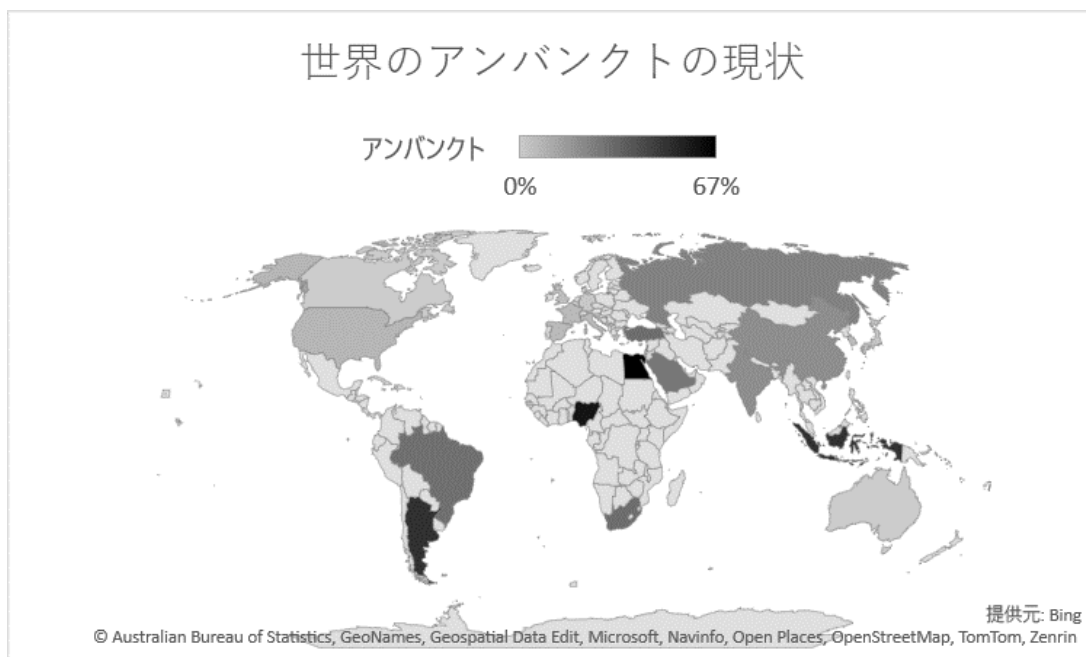 世界のアンバンクトの現状
アンバンクト
0% 67%
提供元: Bing
© Australian Bureau of Statistics, GeoNames, Geospatial Data Edit, Microsoft, Navinfo, Open Places, OpenStreetMap, TomTom, Zenrin